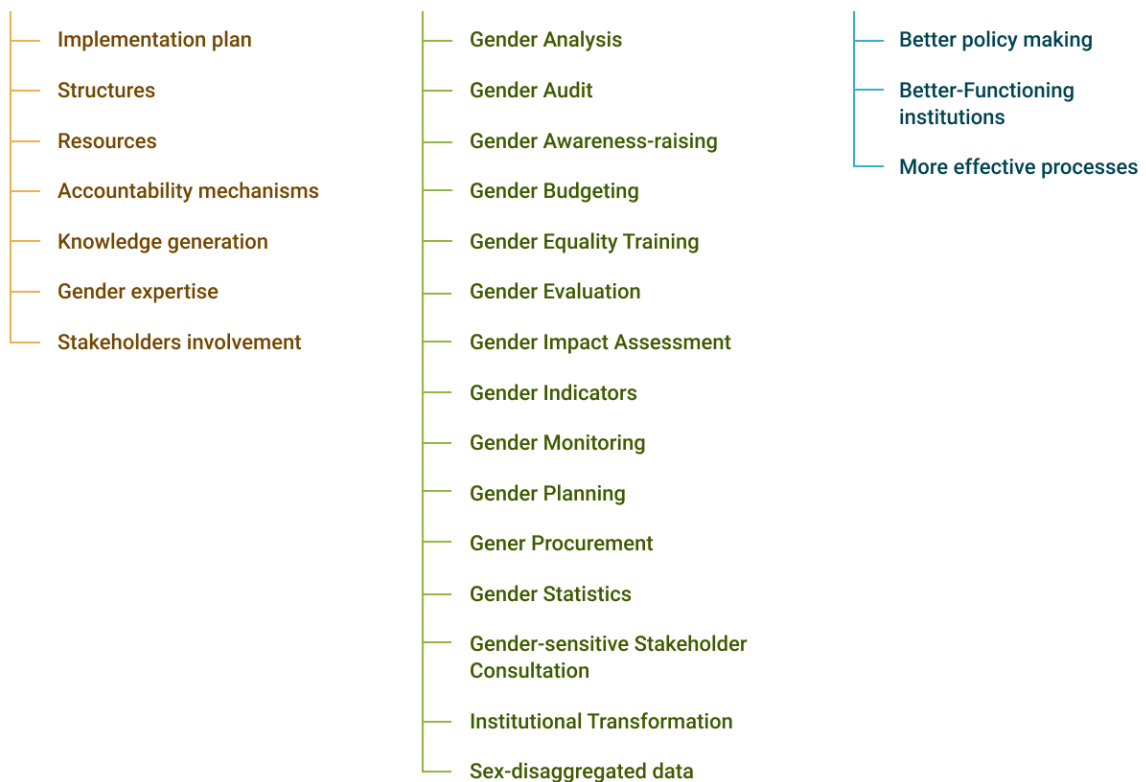 Implementation plan
Structures
Resources
Accountability mechanisms
Knowledge generation
Gender expertise
Stakeholders involvement
Gender Analysis
Gender Audit
Gender Awareness-raising
Gender Budgeting
Gender Equality Training
Gender Evaluation
Gender Impact Assessment
Gender Indicators
Gender Monitoring
Gender Planning
Gener Procurement
Gender Statistics
Gender-sensitive Stakeholder
Consultation
Institutional Transformation
Sex-disaggregated data
Better policy making
Better-Functioning
institutions
More effective processes